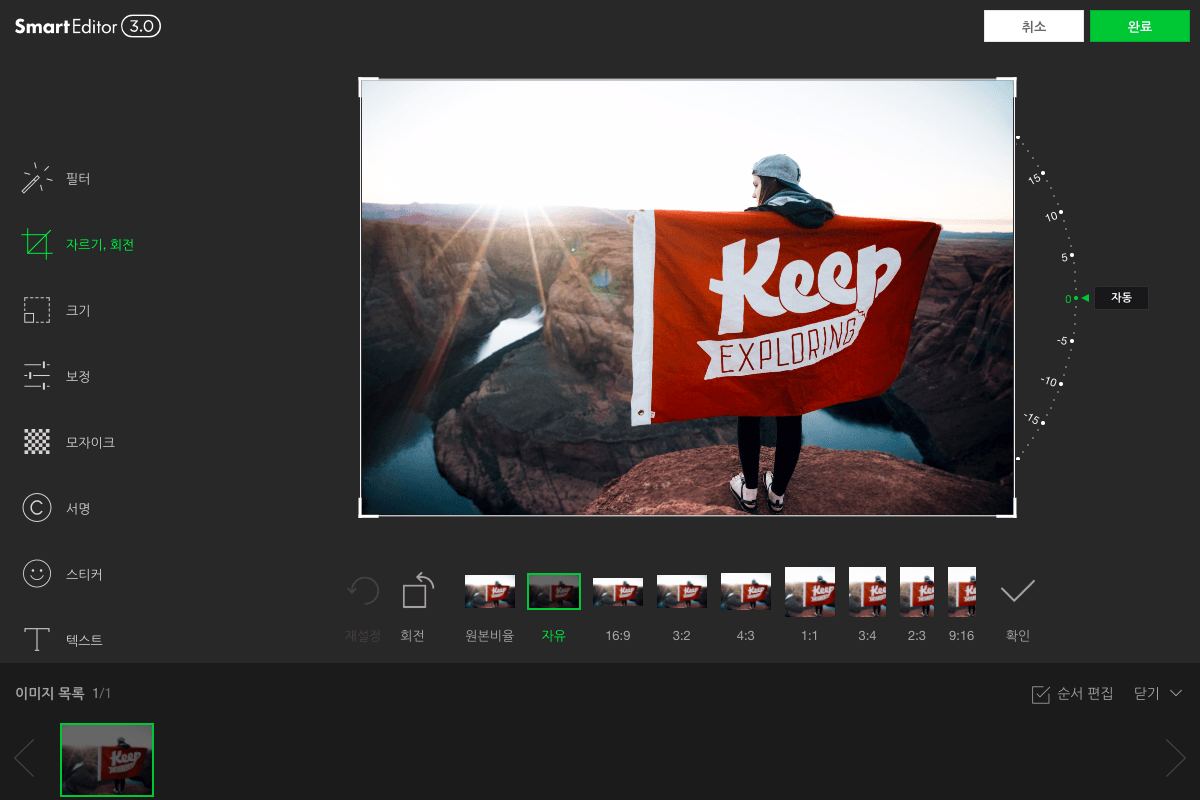 SmartEditor 3.0
취소
완료
필터
자르기, 회전
크기
보정
모자이크
서명
스티커
텍스트
Keep
EXPLORING
15
10
5
0
자동
-5
-10
-15
재설정
회전
원본비율
자유
16:9
3:2
4:3
1:1
3:4
2:3
9:16
확인
이미지 목록 1/1
순서 편집
닫기
Keep